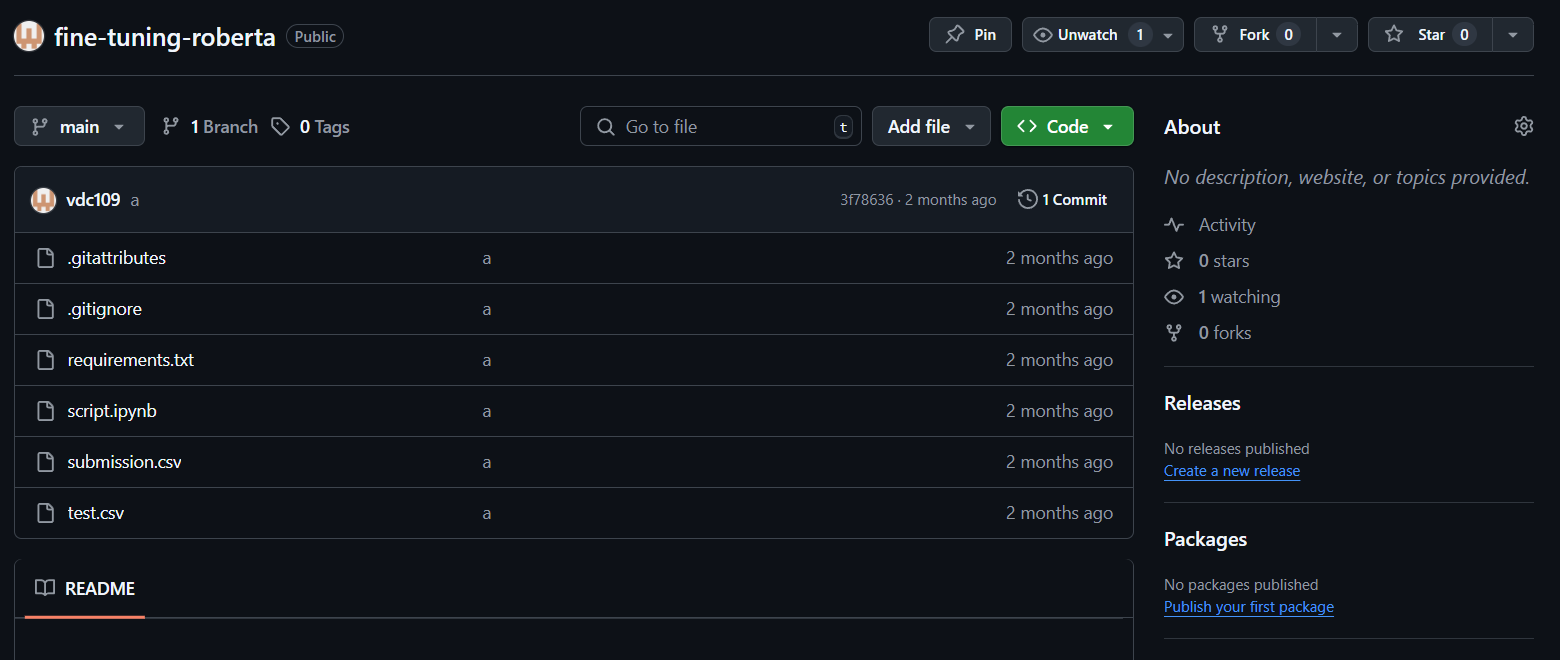 fine-tuning-roberta Public Pin Unwatch 1 Fork 0 Star 0
main 1 Branch 0 Tags Go to file t Add file Code
vdc109 a 3f78636 · 2 months ago 1 Commit
.gitattributes a 2 months ago
.gitignore a 2 months ago
requirements.txt a 2 months ago
script.ipynb a 2 months ago
submission.csv a 2 months ago
test.csv a 2 months ago
README
About
No description, website, or topics provided.
Activity
0 stars
1 watching
0 forks
Releases
No releases published
Create a new release
Packages
No packages published
Publish your first package